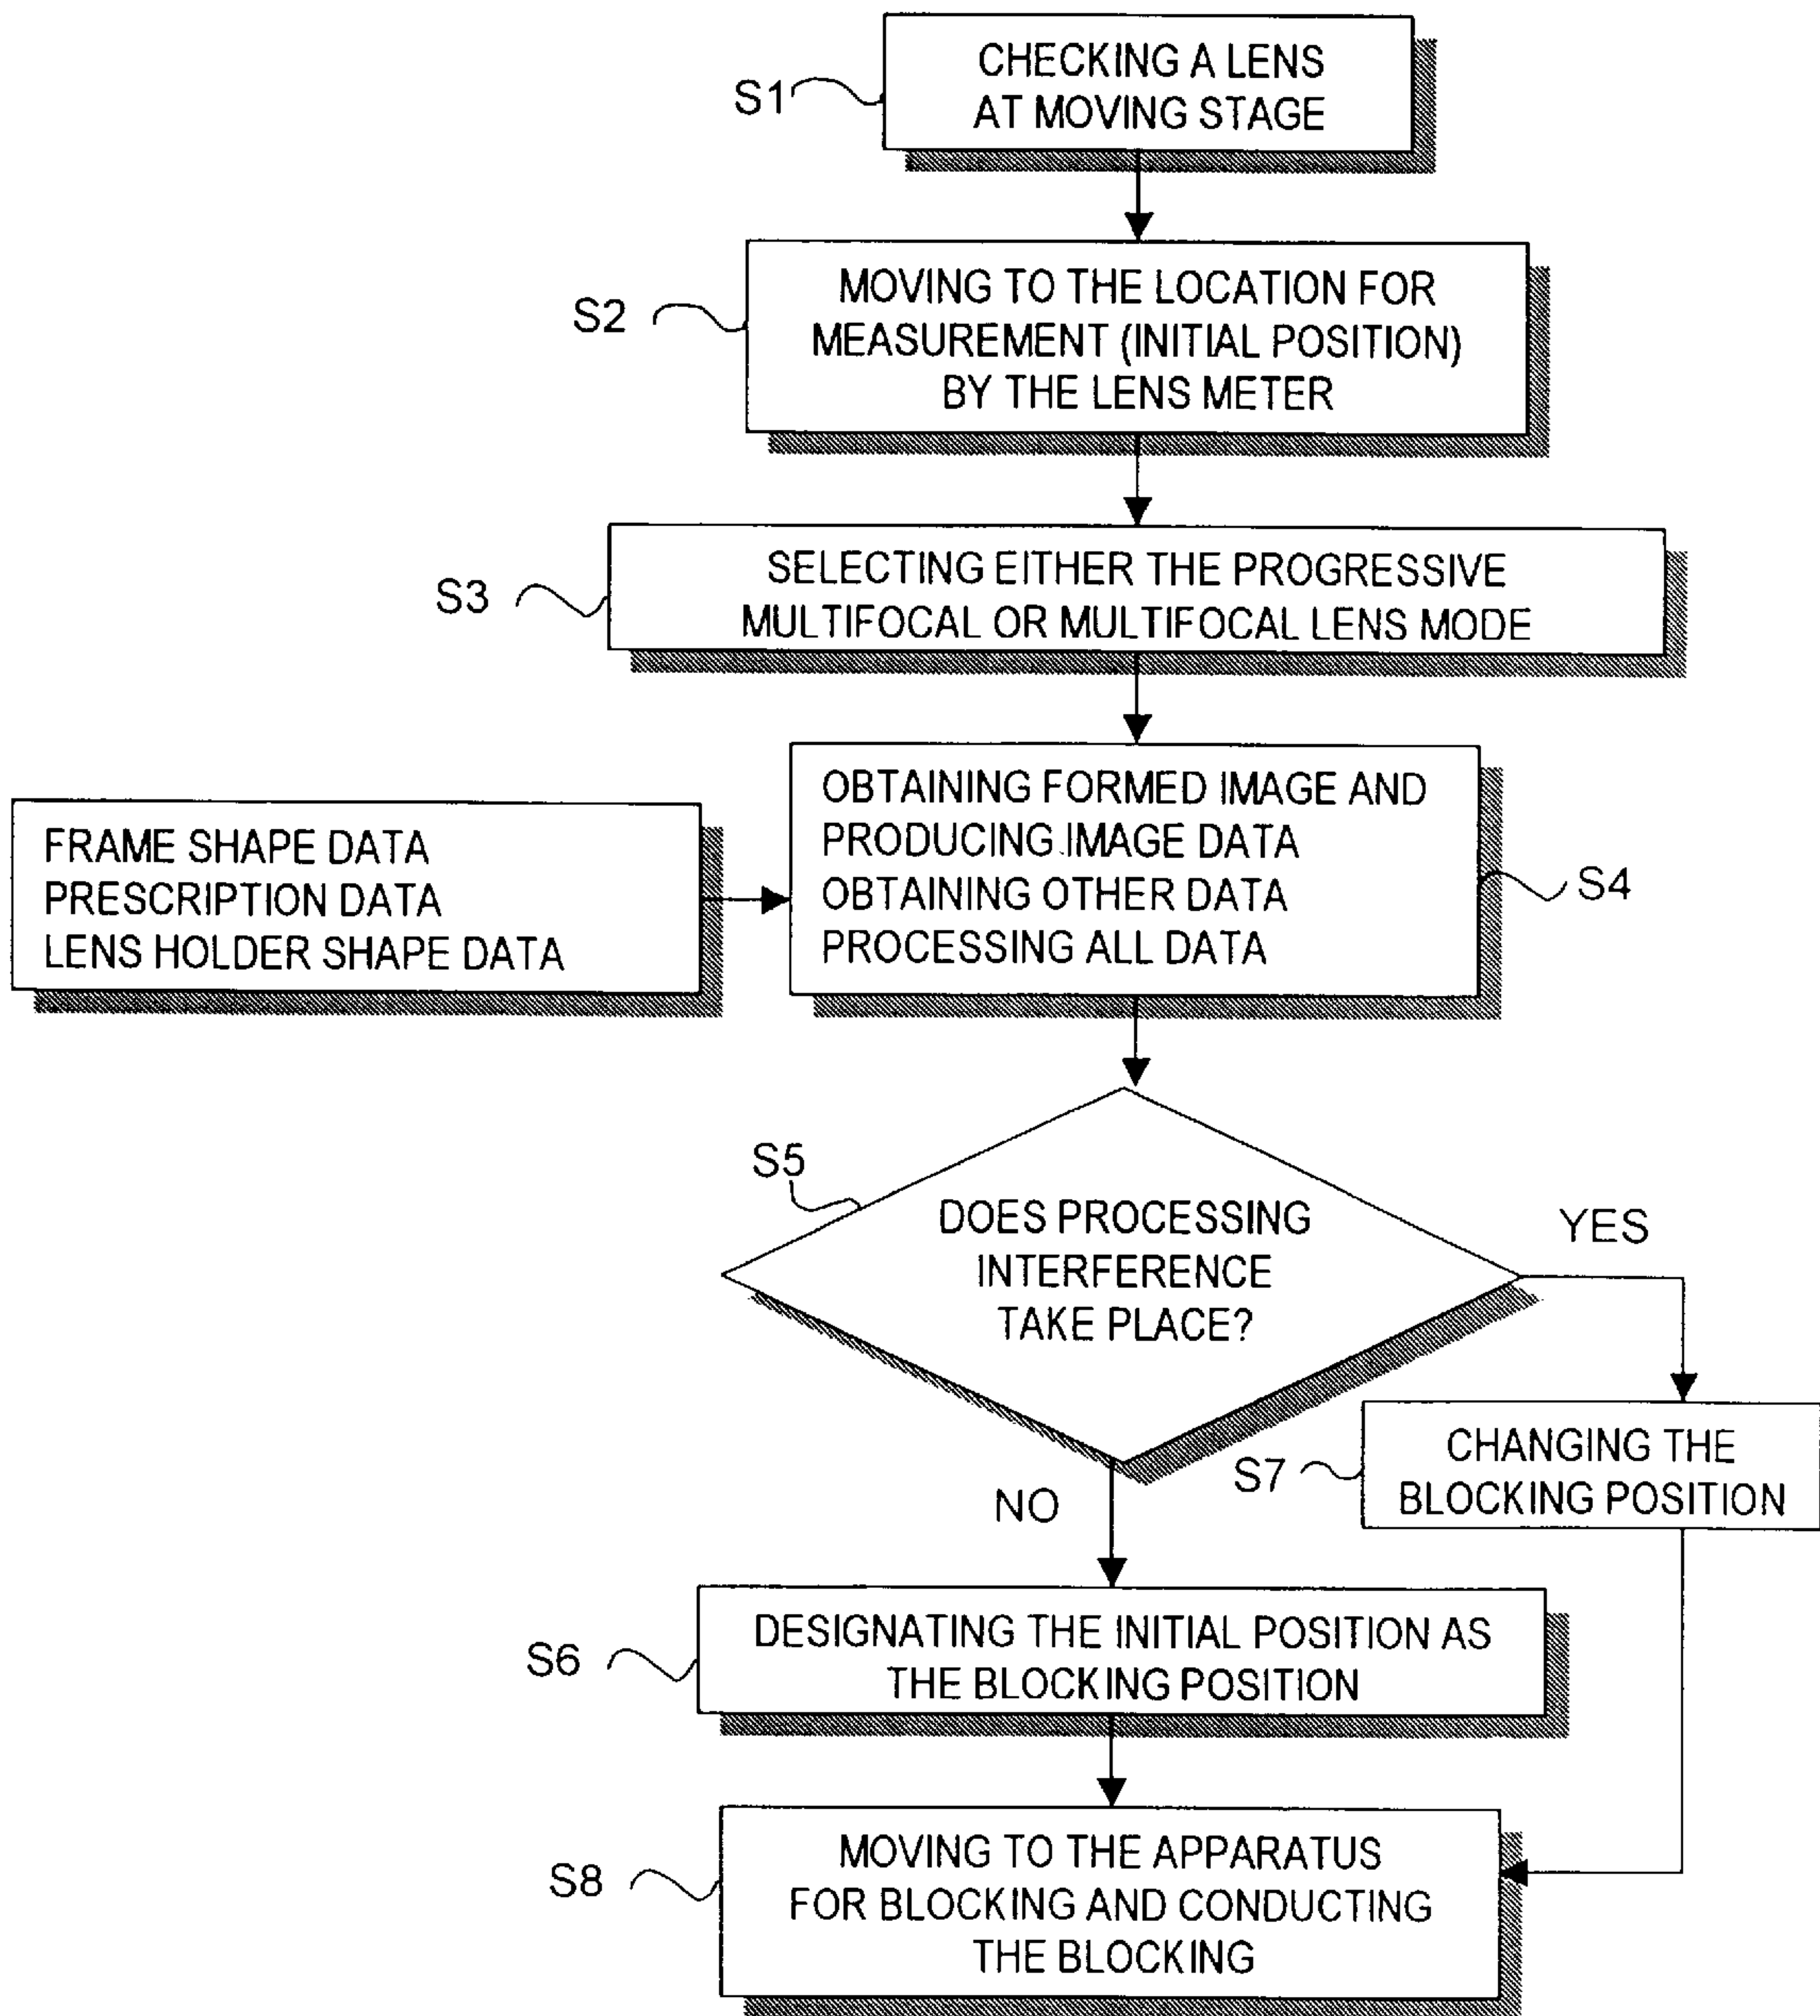 S1
CHECKING A LENS
AT MOVING STAGE
S2
MOVING TO THE LOCATION FOR
MEASUREMENT (INITIAL POSITION)
BY THE LENS METER
S3
SELECTING EITHER THE PROGRESSIVE
MULTIFOCAL OR MULTIFOCAL LENS MODE
FRAME SHAPE DATA
PRESCRIPTION DATA
LENS HOLDER SHAPE DATA
OBTAINING FORMED IMAGE AND
PRODUCING IMAGE DATA
OBTAINING OTHER DATA
PROCESSING ALL DATA
S4
S5
DOES PROCESSING
INTERFERENCE
TAKE PLACE?
YES
NO
S7
CHANGING THE
BLOCKING POSITION
S6
DESIGNATING THE INITIAL POSITION AS
THE BLOCKING POSITION
S8
MOVING TO THE APPARATUS
FOR BLOCKING AND CONDUCTING
THE BLOCKING